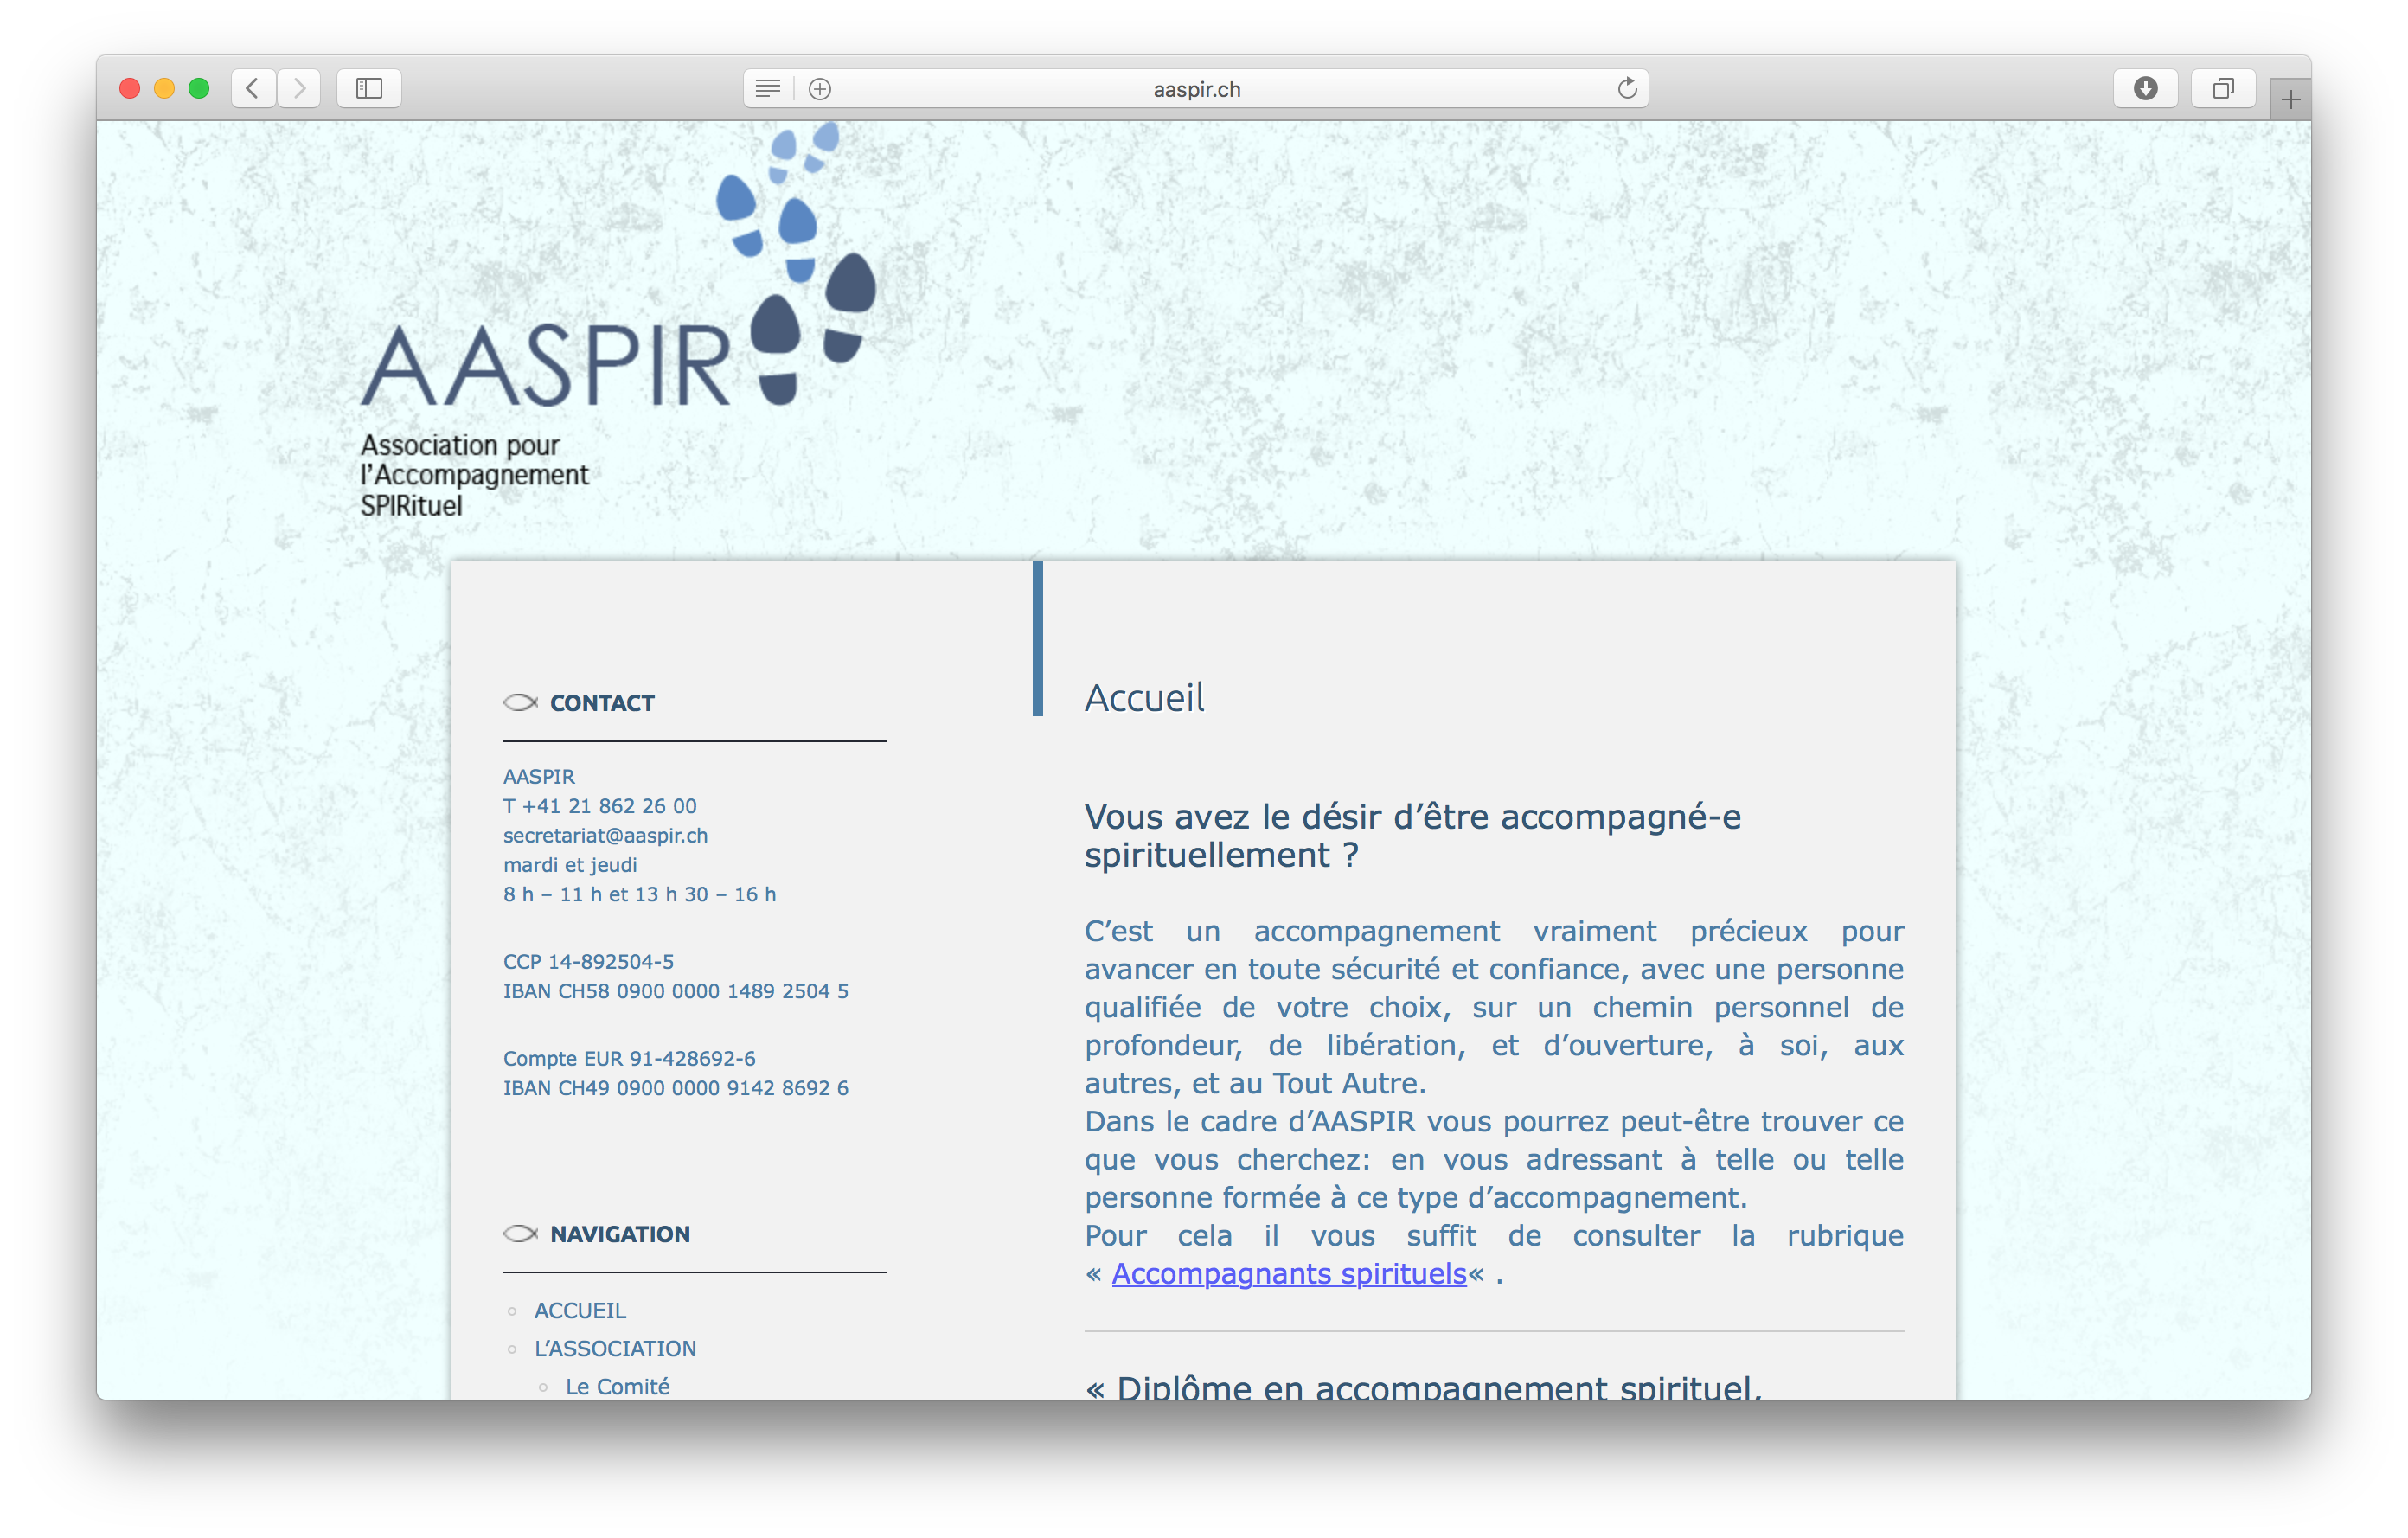 aaspir.ch
AASPIR
Association pour
l'Accompagnement
SPIRituel
CONTACT
AASPIR
T +41 21 862 26 00
secretariat@aaspir.ch
mardi et jeudi
8 h – 11 h et 13 h 30 – 16 h
CCP 14-892504-5
IBAN CH58 0900 0000 1489 2504 5
Compte EUR 91-428692-6
IBAN CH49 0900 0000 9142 8692 6
NAVIGATION
ACCUEIL
L’ASSOCIATION
Le Comité
Accueil
Vous avez le désir d’être accompagné-e
spirituellement ?
C’est un accompagnement vraiment précieux pour
avancer en toute sécurité et confiance, avec une personne
qualifiée de votre choix, sur un chemin personnel de
profondeur, de libération, et d’ouverture, à soi, aux
autres, et au Tout Autre.
Dans le cadre d’AASPIR vous pourrez peut-être trouver ce
que vous cherchez: en vous adressant à telle ou telle
personne formée à ce type d’accompagnement.
Pour cela il vous suffit de consulter la rubrique
« Accompagnants spirituels« .
« Diplôme en accompagnement spirituel,